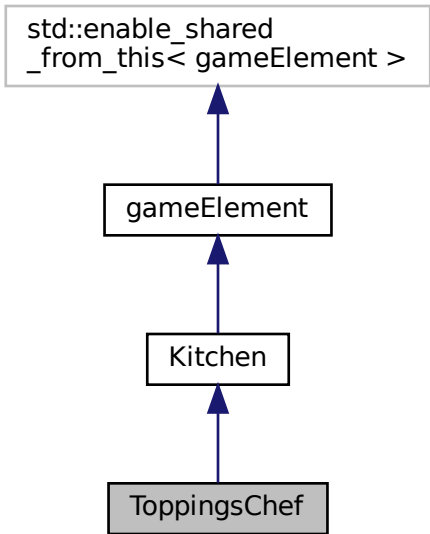 std::enable_shared
_from_this< gameElement >
gameElement
Kitchen
ToppingsChef